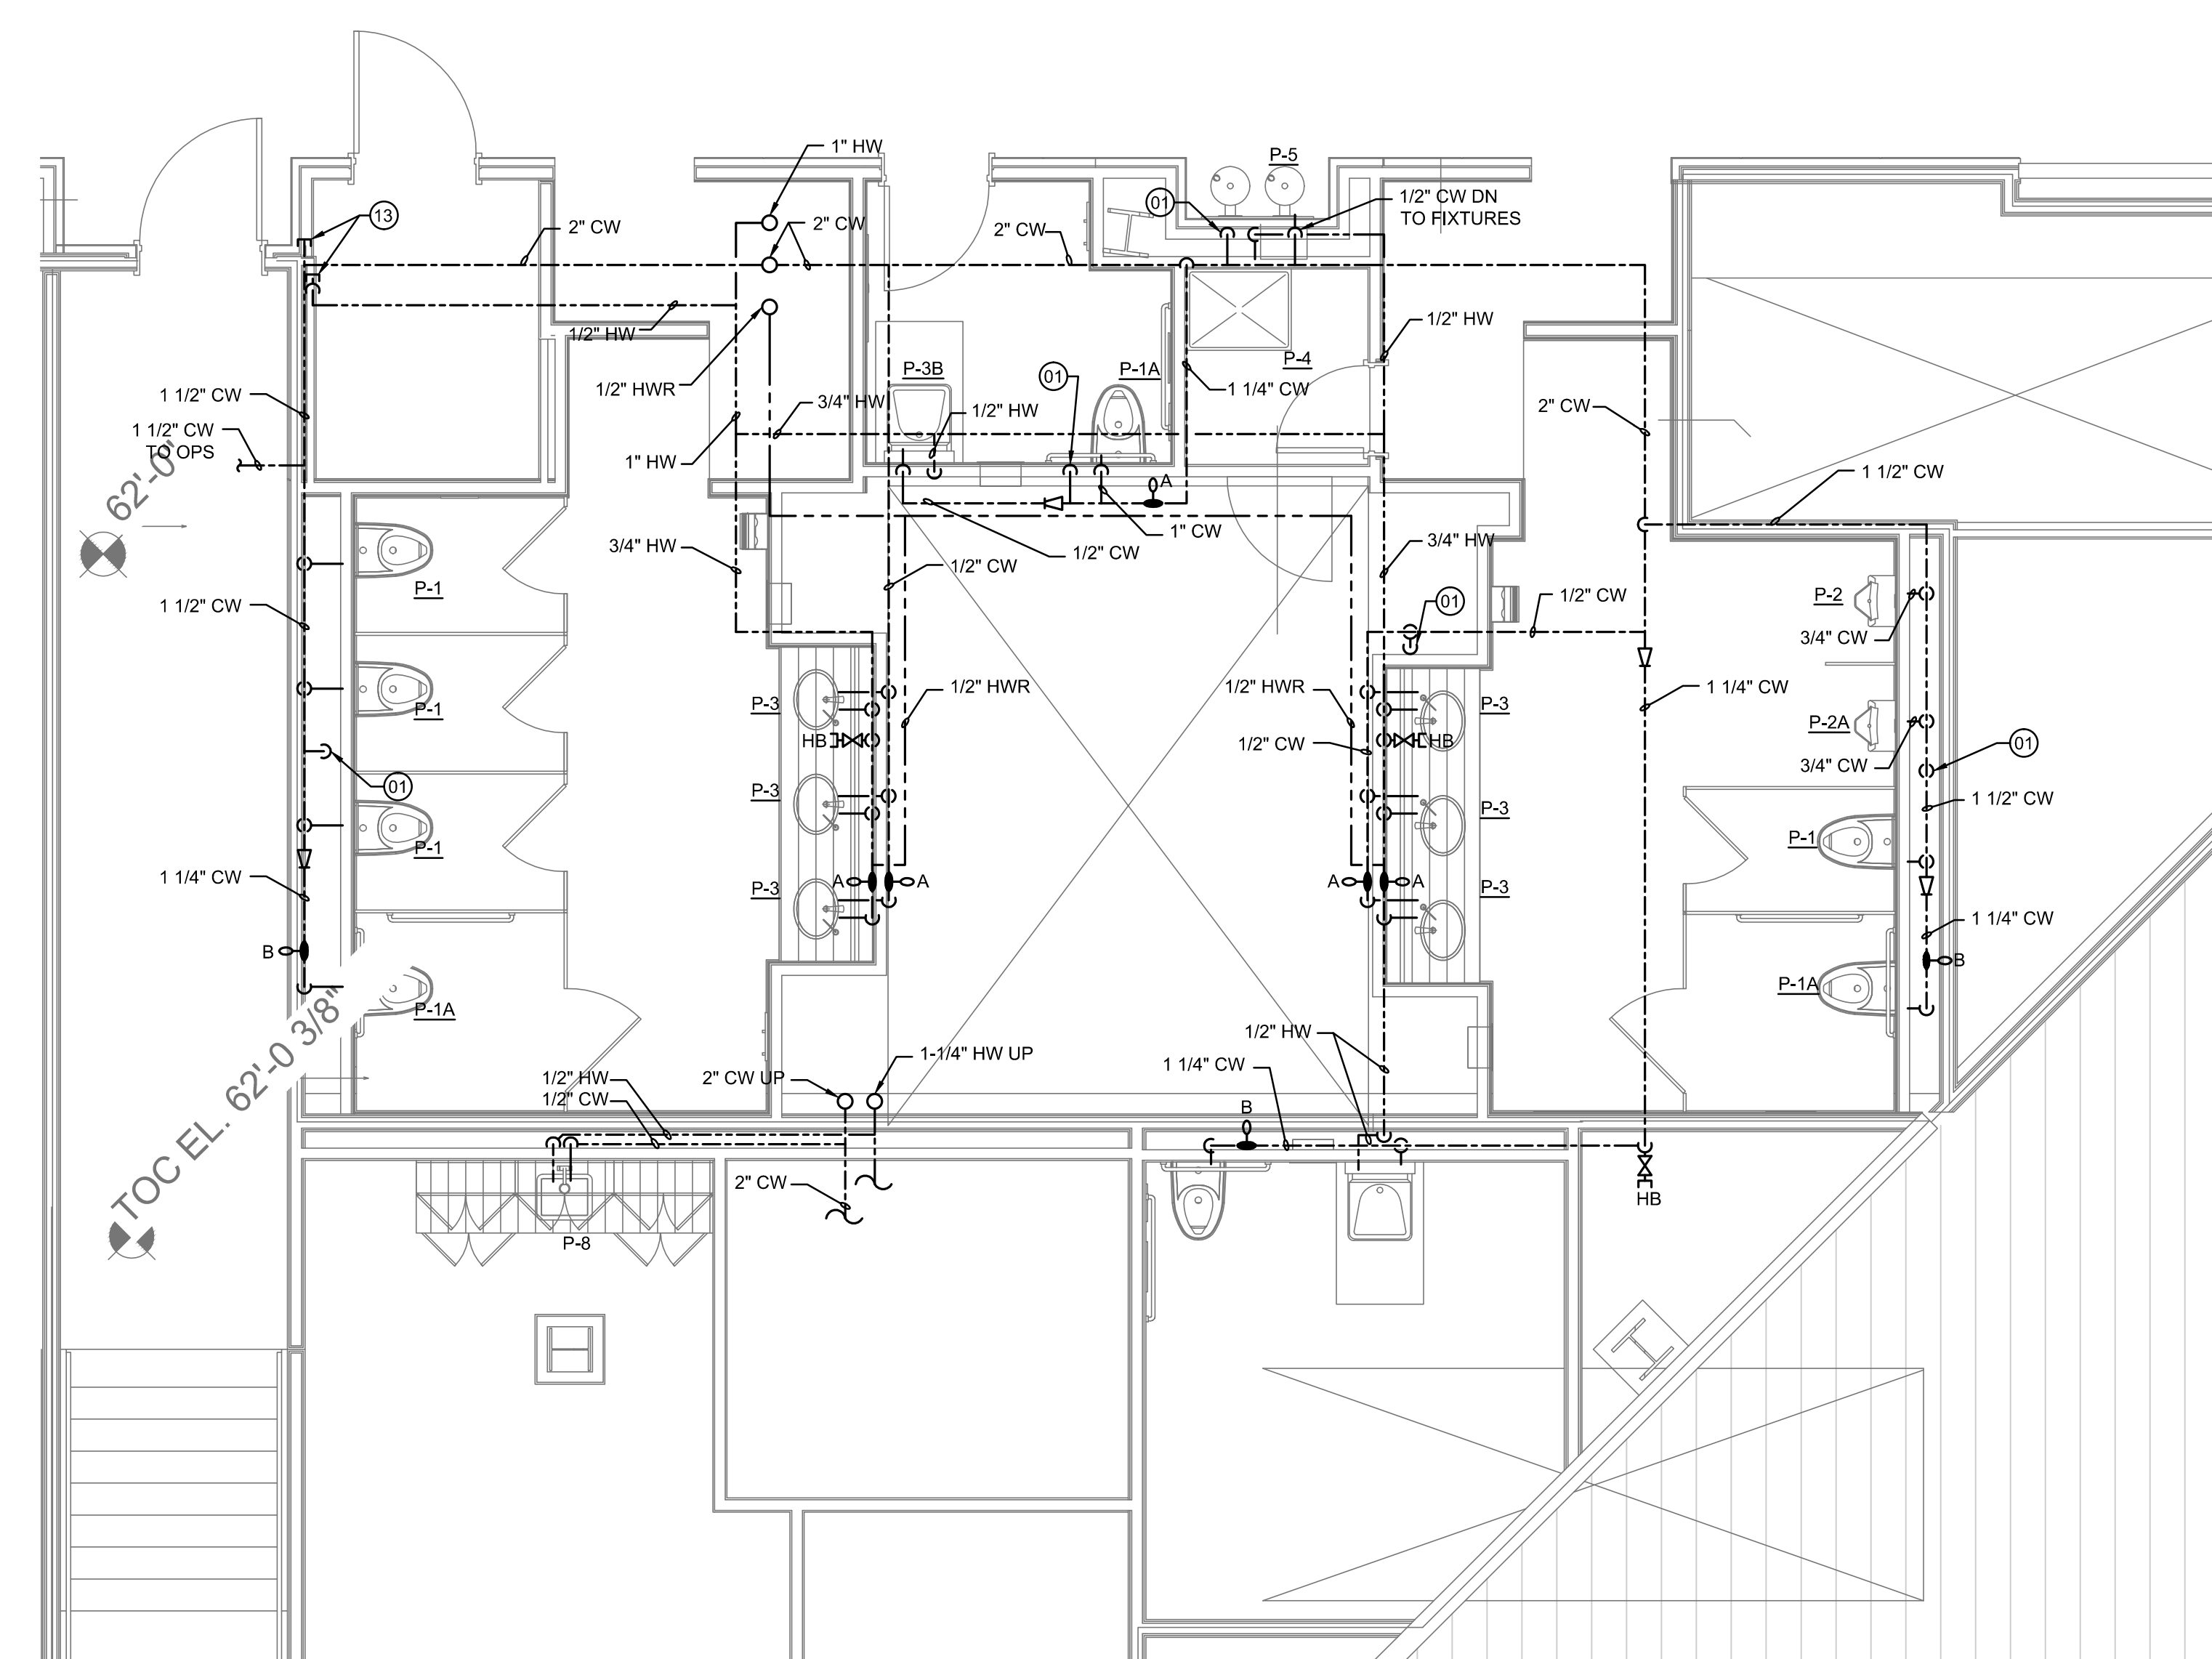 1" HW
P-5
01
1/2" CW DN
TO FIXTURES
13
2" CW
2" CW
2" CW
1/2" HW
1/2" HW
1/2" HWR
P-3B
01
P-1A
P-4
1 1/4" CW
1 1/2" CW
3/4" HW
1/2" HW
2" CW
1 1/2" CW
TO OPS
62'-0"
1" HW
1 1/2" CW
A
1" CW
3/4" HW
1/2" CW
3/4" HW
1/2" CW
P-1
1 1/2" CW
01
1/2" CW
P-2
3/4" CW
P-1
P-3
1/2" HWR
1/2" HWR
P-3
1 1/4" CW
P-2A
HB
1/2" CW
HB
01
3/4" CW
01
P-3
P-3
1 1/2" CW
P-1
P-1
1 1/4" CW
P-3
A
A
A
A
P-3
1 1/4" CW
B
B
P-1A
P-1A
TOC EL. 62'-0 3/8"
1/2" HW
1-1/4" HW UP
1 1/4" CW
1/2" HW
2" CW UP
1/2" CW
B
2" CW
HB
P-8